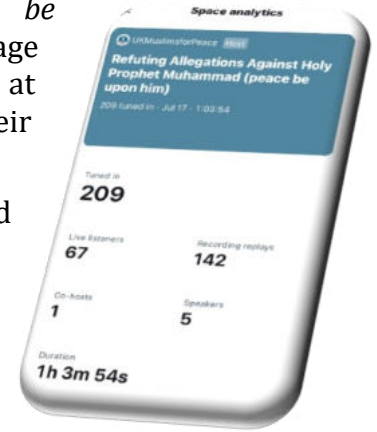 be
age
at
eir
d
Space analytics
UKMuslimsforPeace Host
Refuting Allegations Against Holy
Prophet Muhammad (peace be
upon him)
209 tuned in · Jul 17 · 1:03:54
Tuned in
209
Live listeners
67
Recording replays
142
Co-hosts
1
Speakers
5
Duration
1h 3m 54s